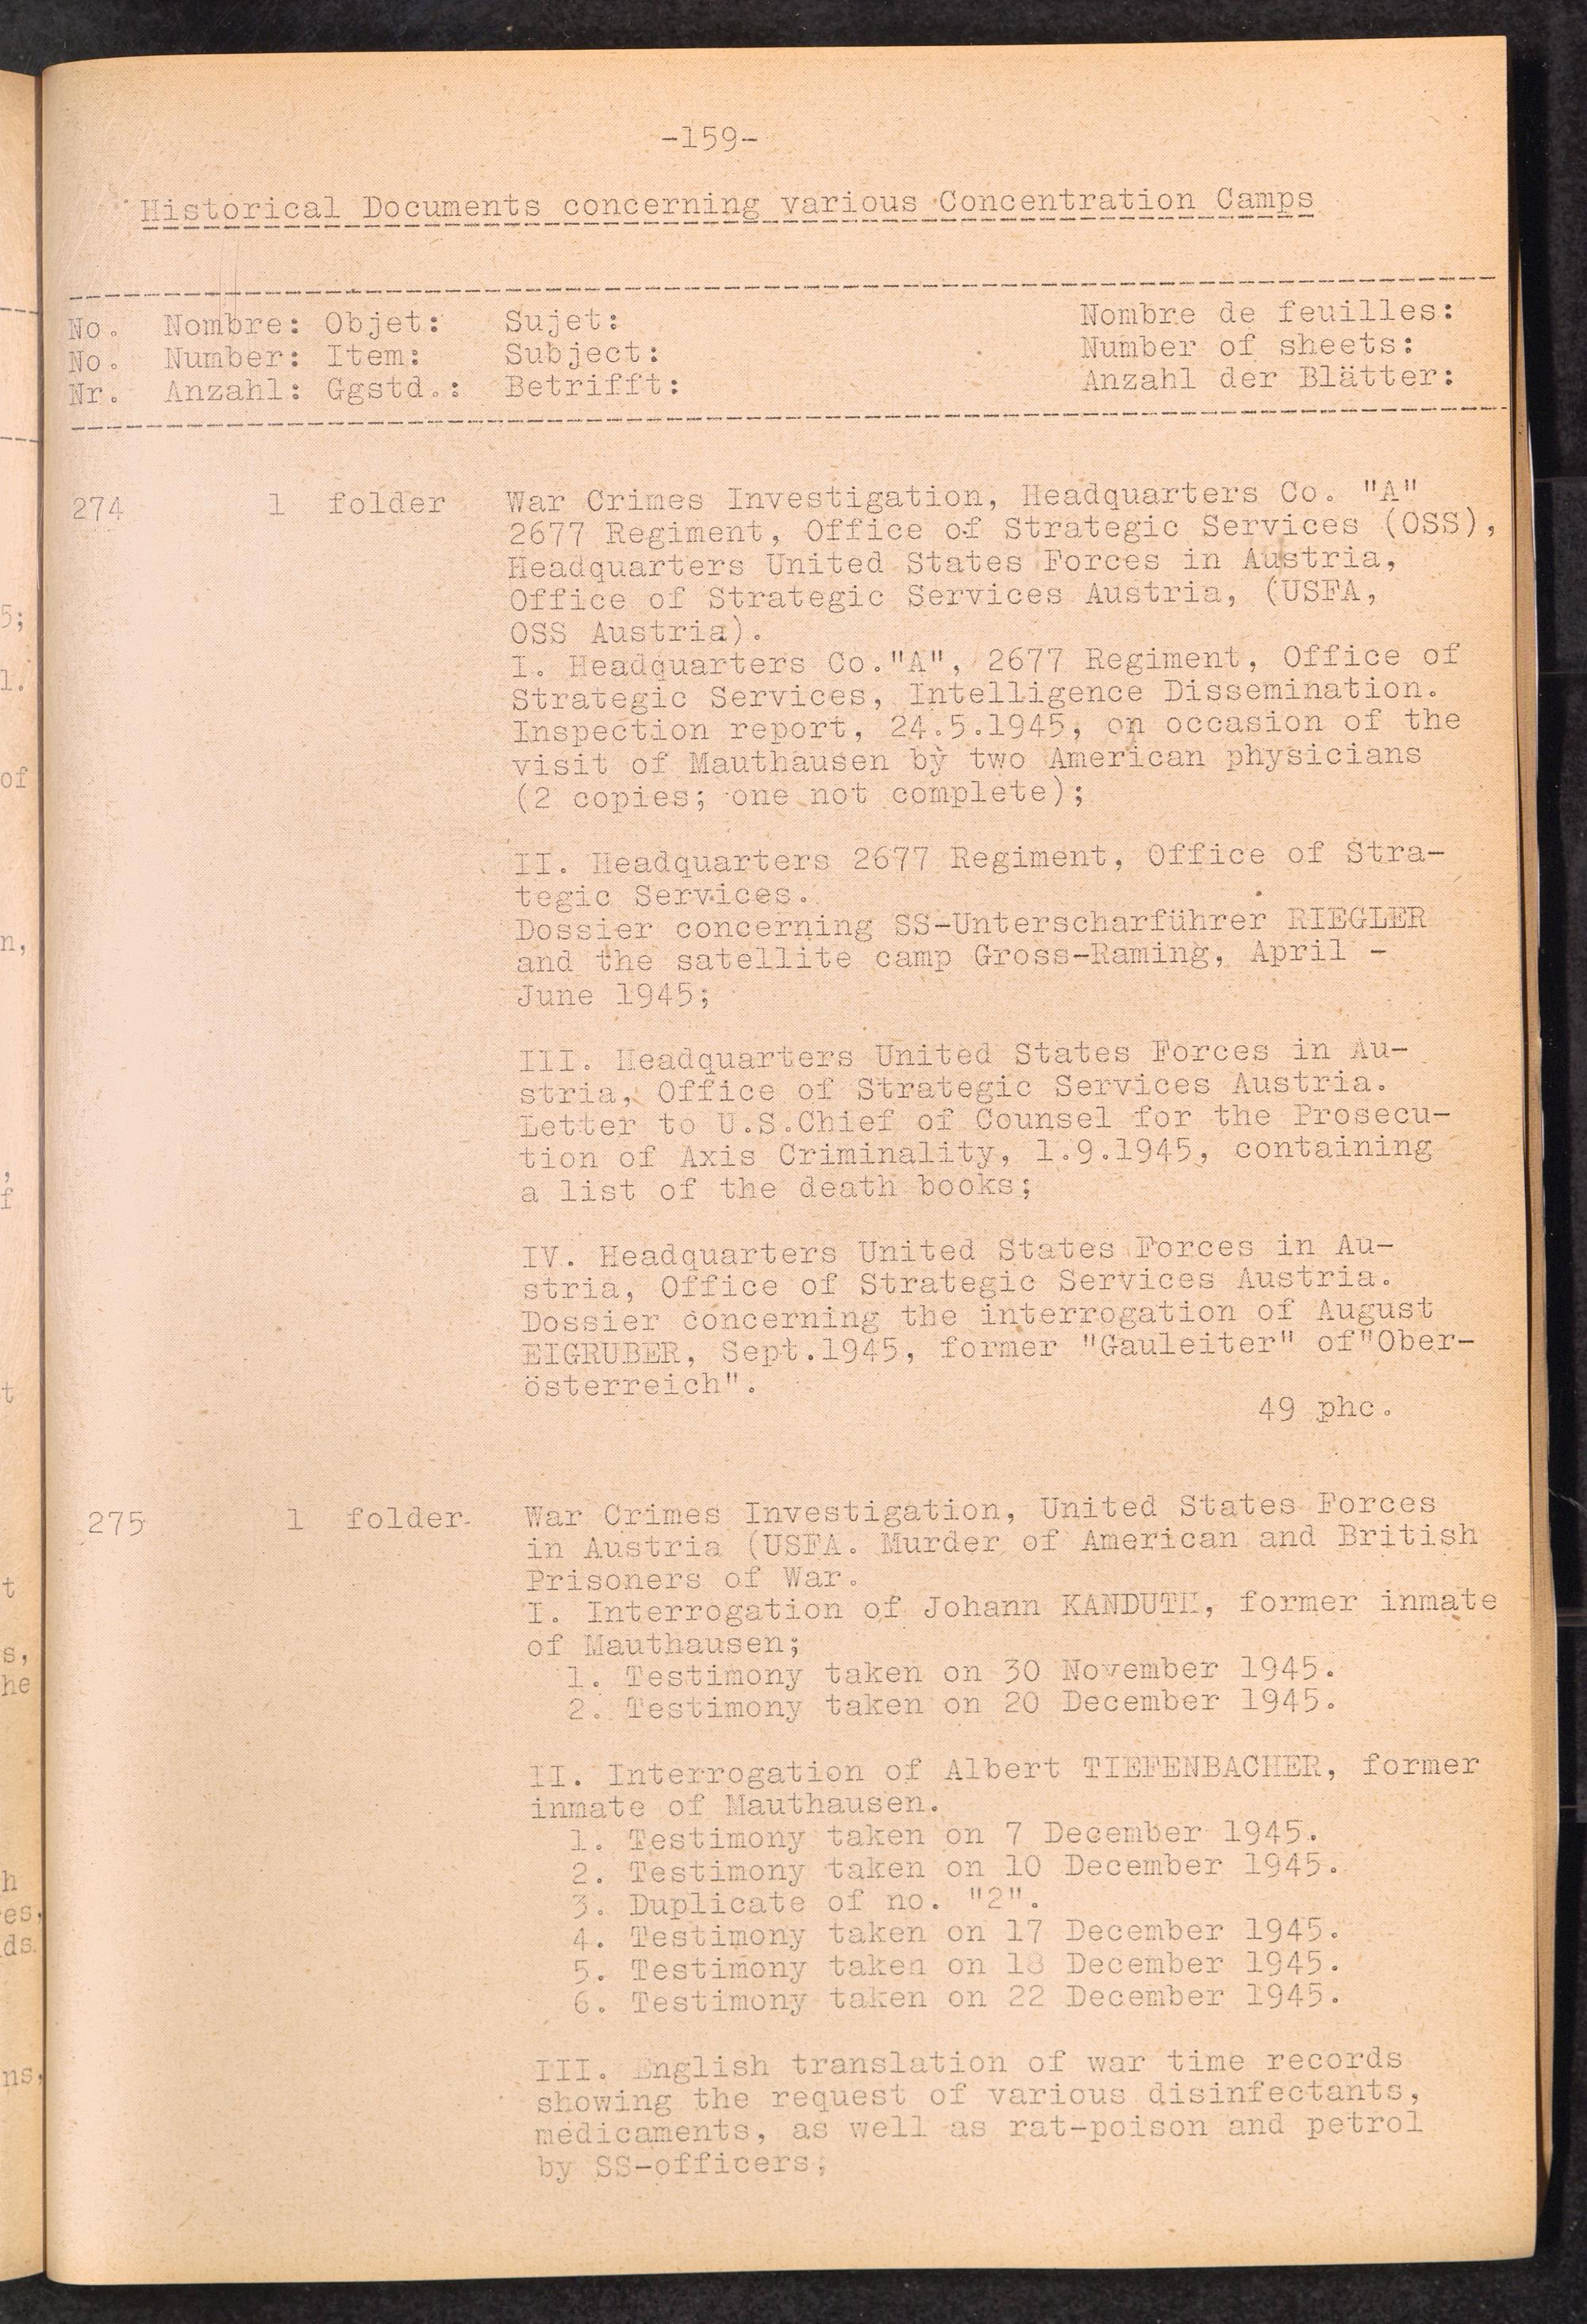 -159-
Historical Documents concerning various Concentration Camps
No. Nombre: Objet: Sujet: Nombre de feuilles:
No. Number: Item: Subject: Number of sheets:
Nr. Anzahl: Ggstd.: Betrifft: Anzahl der Blätter:
274 1 folder War Crimes Investigation, Headquarters Co. "A"
2677 Regiment, Office of Strategic Services (OSS),
Headquarters United States Forces in Austria,
Office of Strategic Services Austria, (USFA,
OSS Austria).
I. Headquarters Co."A", 2677 Regiment, Office of
Strategic Services, Intelligence Dissemination.
Inspection report, 24.5.1945, on occasion of the
visit of Mauthausen by two American physicians
(2 copies; one not complete);
II. Headquarters 2677 Regiment, Office of Stra-
tegic Services.
Dossier concerning SS-Unterscharführer RIEGLER
and the satellite camp Gross-Raming, April -
June 1945;
III. Headquarters United States Forces in Au-
stria, Office of Strategic Services Austria.
Letter to U.S.Chief of Counsel for the Prosecu-
tion of Axis Criminality, 1.9.1945, containing
a list of the death books;
IV. Headquarters United States Forces in Au-
stria, Office of Strategic Services Austria.
Dossier concerning the interrogation of August
EIGRUBER, Sept.1945, former "Gauleiter" of"Ober-
österreich".
49 phc.
275 1 folder War Crimes Investigation, United States Forces
in Austria (USFA. Murder of American and British
Prisoners of War.
I. Interrogation of Johann KANDUTH, former inmate
of Mauthausen;
1. Testimony taken on 30 November 1945.
2. Testimony taken on 20 December 1945.
II. Interrogation of Albert TIEFENBACHER, former
inmate of Mauthausen.
1. Testimony taken on 7 December 1945.
2. Testimony taken on 10 December 1945.
3. Duplicate of no. "2".
4. Testimony taken on 17 December 1945.
5. Testimony taken on 18 December 1945.
6. Testimony taken on 22 December 1945.
III. English translation of war time records
showing the request of various disinfectants,
medicaments, as well as rat-poison and petrol
by SS-officers;